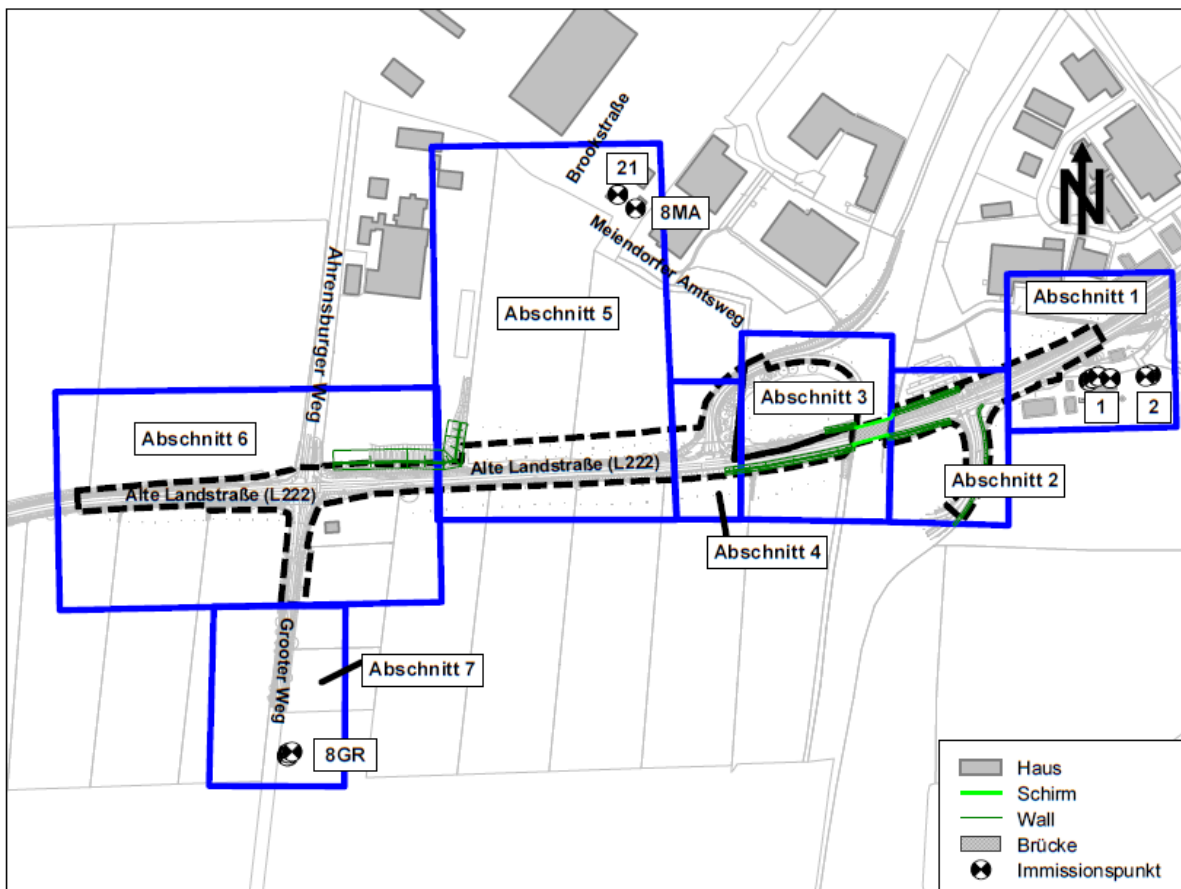 Brookstraße
21
8MA
Meiendorfer Amtsweg
N
Abschnitt 1
Ahrensburger Weg
Abschnitt 5
1
2
Abschnitt 3
Abschnitt 6
Alte Landstraße (L222)
Alte Landstraße (L222)
Abschnitt 2
Abschnitt 4
Grooter Weg
Abschnitt 7
8GR
Haus
Schirm
Wall
Brücke
Immissionspunkt